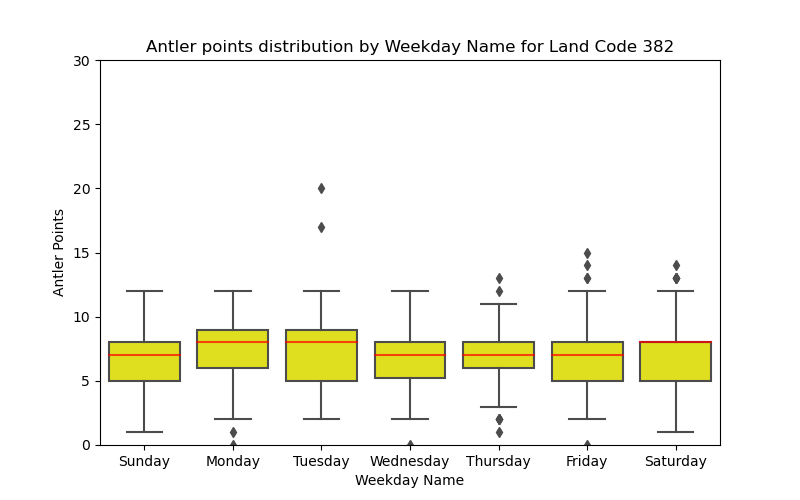 Antler points distribution by Weekday Name for Land Code 382
30
25
20
15
10
5
0
Antler Points
Sunday Monday Tuesday Wednesday Thursday Friday Saturday
Weekday Name